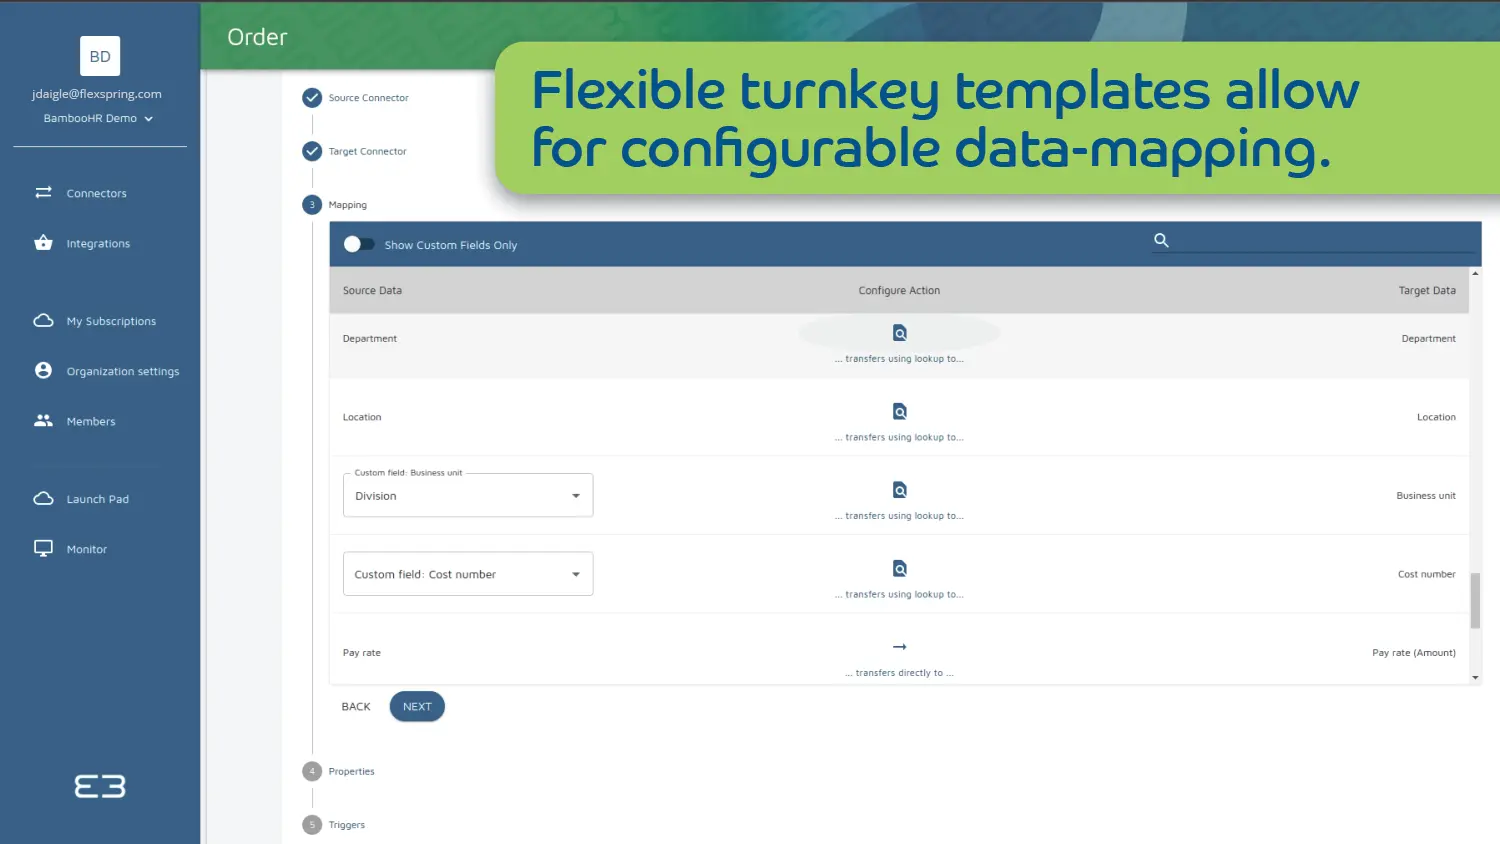 BD
jdaigle@flexspring.com
BambooHR Demo
Connectors
Integrations
My Subscriptions
Organization settings
Members
Launch Pad
Monitor
Order
Flexible turnkey templates allow
for configurable data-mapping.
Source Connector
Target Connector
3 Mapping
Show Custom Fields Only
Source Data Configure Action Target Data
Department ... transfers using lookup to... Department
Location ... transfers using lookup to... Location
Custom field: Business unit
Division ... transfers using lookup to... Business unit
Custom field: Cost number ... transfers using lookup to... Cost number
Pay rate ... transfers directly to ... Pay rate (Amount)
BACK NEXT
4 Properties
5 Triggers